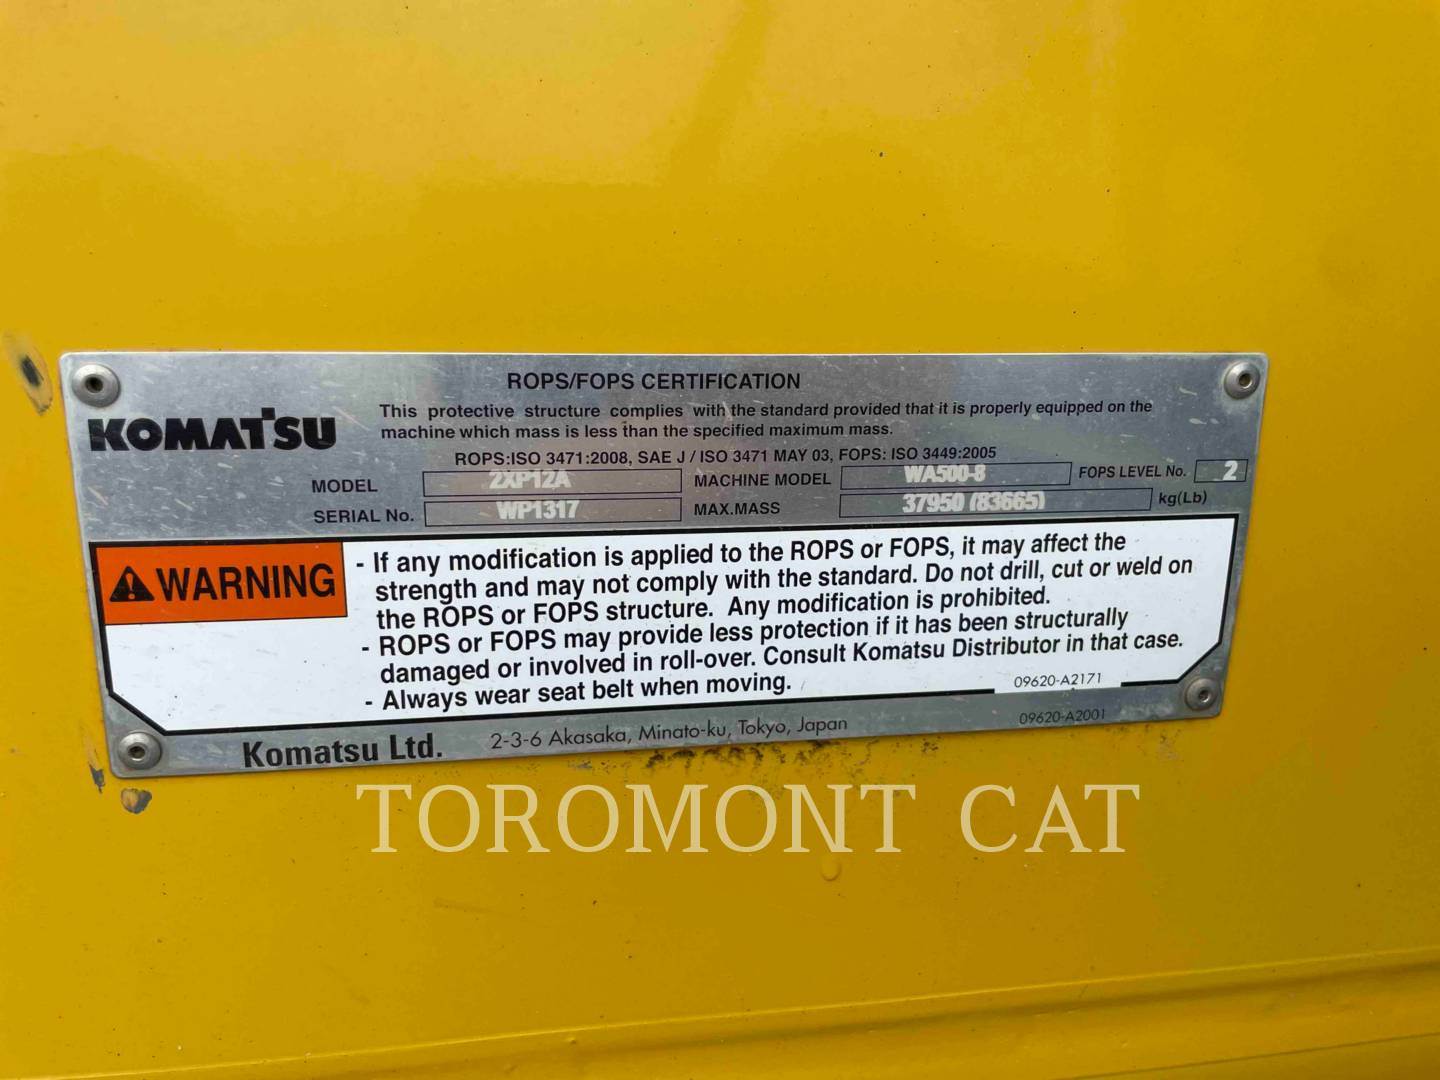 ROPS/FOPS CERTIFICATION
KOMATSU
This protective structure complies with the standard provided that it is properly equipped on the
machine which mass is less than the specified maximum mass.
ROPS:ISO 3471:2008, SAE J / ISO 3471 MAY 03, FOPS: ISO 3449:2005
MODEL 2XP12A MACHINE MODEL WA500-8 FOPS LEVEL No. 2
SERIAL No. WP1317 MAX.MASS 37950 (83665) kg(Lb)
WARNING
- If any modification is applied to the ROPS or FOPS, it may affect the
strength and may not comply with the standard. Do not drill, cut or weld on
the ROPS or FOPS structure. Any modification is prohibited.
- ROPS or FOPS may provide less protection if it has been structurally
damaged or involved in roll-over. Consult Komatsu Distributor in that case.
- Always wear seat belt when moving.
09620-A2171
Komatsu Ltd. 2-3-6 Akasaka, Minato-ku, Tokyo, Japan 09620-A2001
TOROMONT CAT